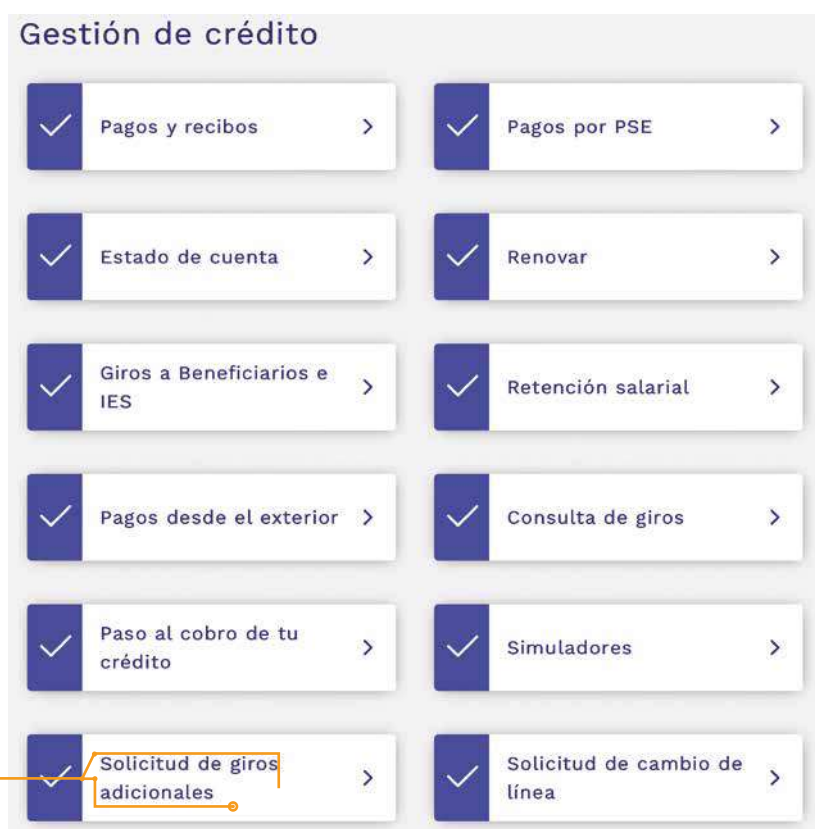 Gestión de crédito
Pagos y recibos
Pagos por PSE
Estado de cuenta
Renovar
Giros a Beneficiarios e
IES
Retención salarial
Pagos desde el exterior
Consulta de giros
Paso al cobro de tu
crédito
Simuladores
Solicitud de giros
adicionales
Solicitud de cambio de
línea